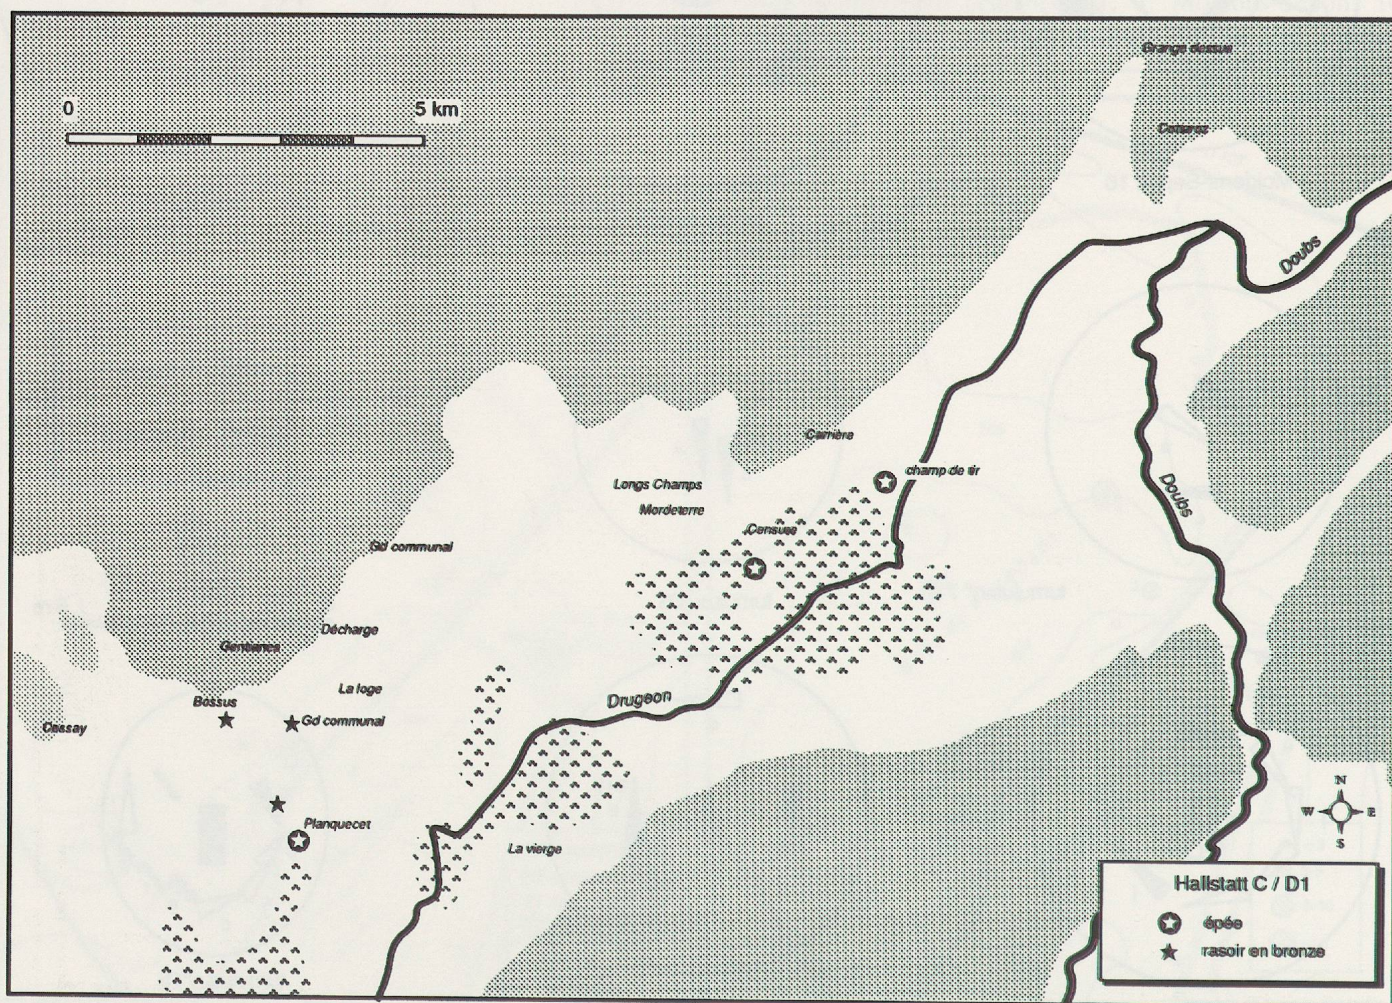 Grange dessus
0 5 km
Doubs
Carrière
champ de tir
Longs Champs
Mordeterre
Censure
Doubs
Gd communal
Décharge
Gentianes
La loge
Bossus
Gd communal
Cessay
Drugeon
Planquecet
La vierge
N
W E
S
Hallstatt C / D1
épée
rasoir en bronze